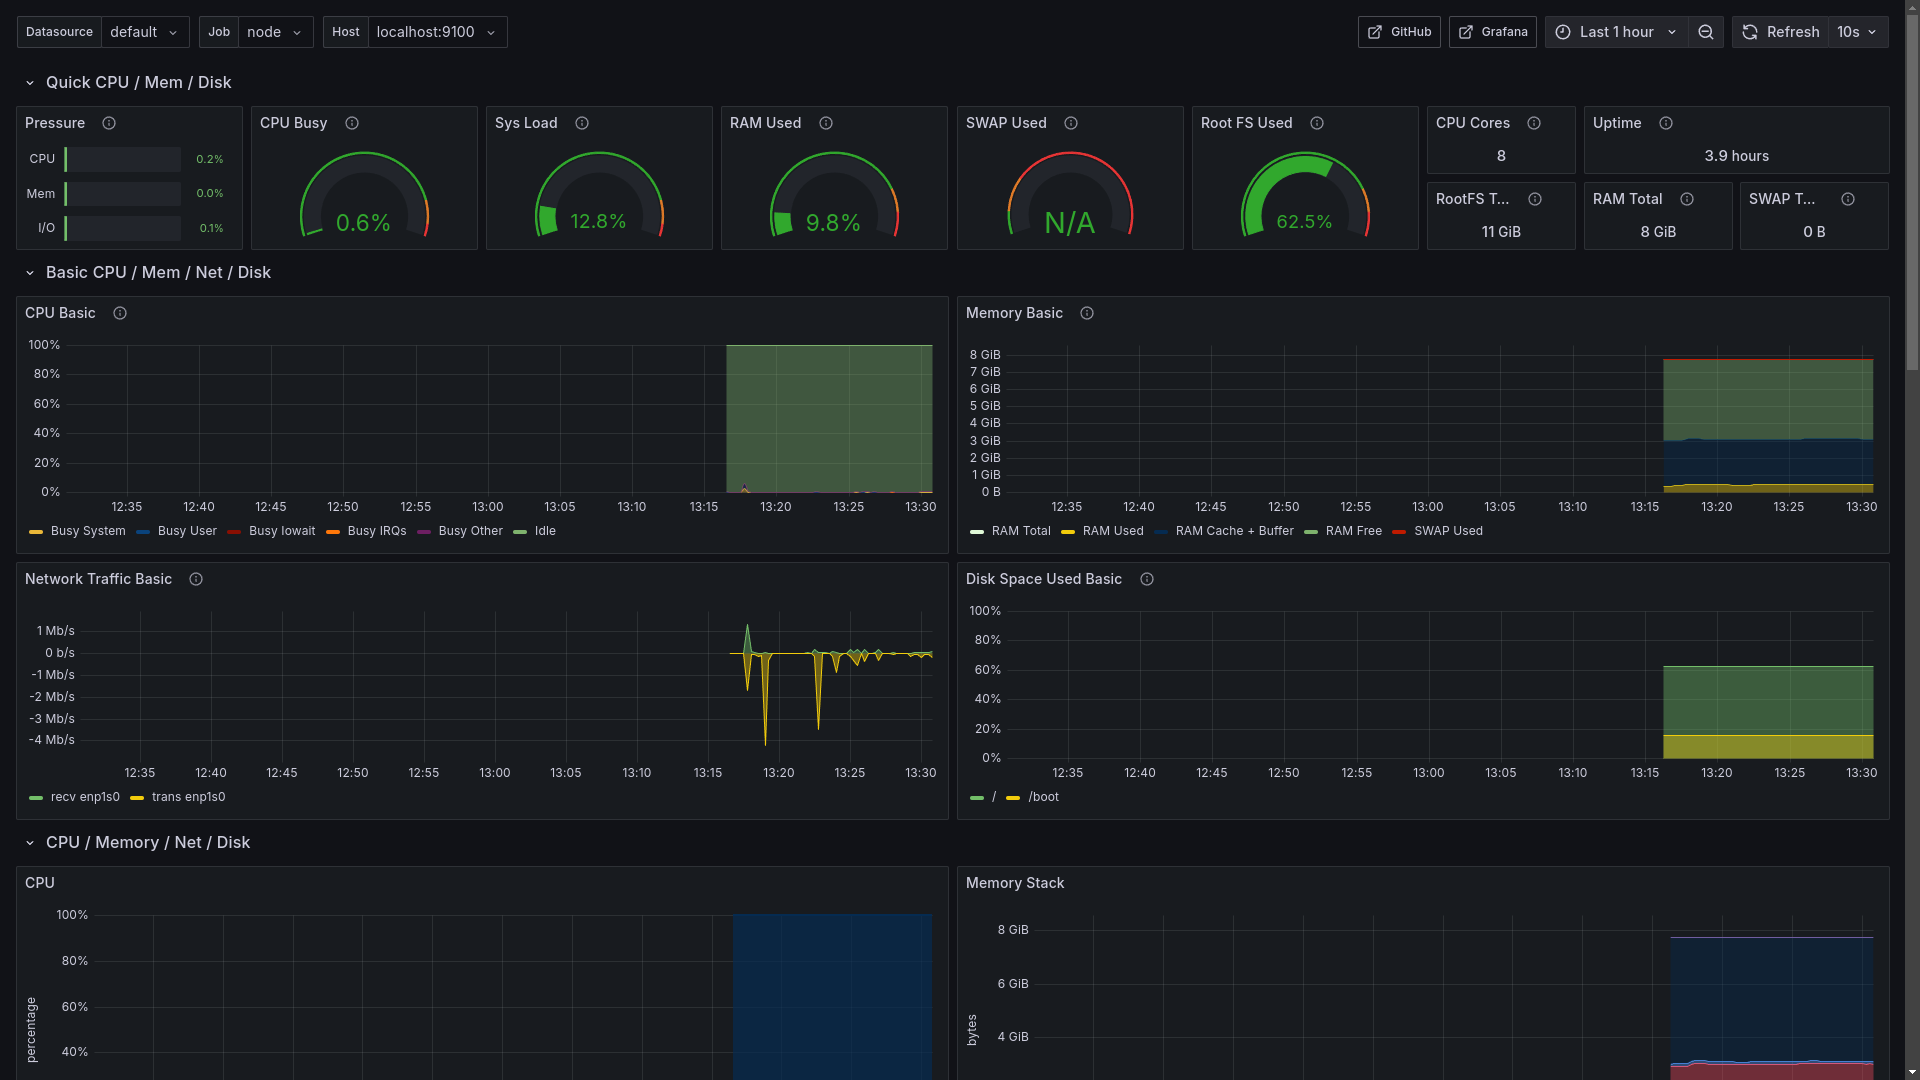 Datasource default Job node Host localhost:9100 GitHub Grafana Last 1 hour Refresh 10s
Quick CPU / Mem / Disk
Pressure
CPU 0.2%
Mem 0.0%
I/O 0.1%
CPU Busy
0.6%
Sys Load
12.8%
RAM Used
9.8%
SWAP Used
N/A
Root FS Used
62.5%
CPU Cores
8
Uptime
3.9 hours
RootFS T...
11 GiB
RAM Total
8 GiB
SWAP T...
0 B
Basic CPU / Mem / Net / Disk
CPU Basic
100%
80%
60%
40%
20%
0%
12:35 12:40 12:45 12:50 12:55 13:00 13:05 13:10 13:15 13:20 13:25 13:30
Busy System Busy User Busy Iowait Busy IRQs Busy Other Idle
Memory Basic
8 GiB
7 GiB
6 GiB
5 GiB
4 GiB
3 GiB
2 GiB
1 GiB
0 B
12:35 12:40 12:45 12:50 12:55 13:00 13:05 13:10 13:15 13:20 13:25 13:30
RAM Total RAM Used RAM Cache + Buffer RAM Free SWAP Used
Network Traffic Basic
1 Mb/s
0 b/s
-1 Mb/s
-2 Mb/s
-3 Mb/s
-4 Mb/s
12:35 12:40 12:45 12:50 12:55 13:00 13:05 13:10 13:15 13:20 13:25 13:30
recv enp1s0 trans enp1s0
Disk Space Used Basic
100%
80%
60%
40%
20%
0%
12:35 12:40 12:45 12:50 12:55 13:00 13:05 13:10 13:15 13:20 13:25 13:30
/ /boot
CPU / Memory / Net / Disk
CPU
percentage
100%
80%
60%
40%
Memory Stack
bytes
8 GiB
6 GiB
4 GiB